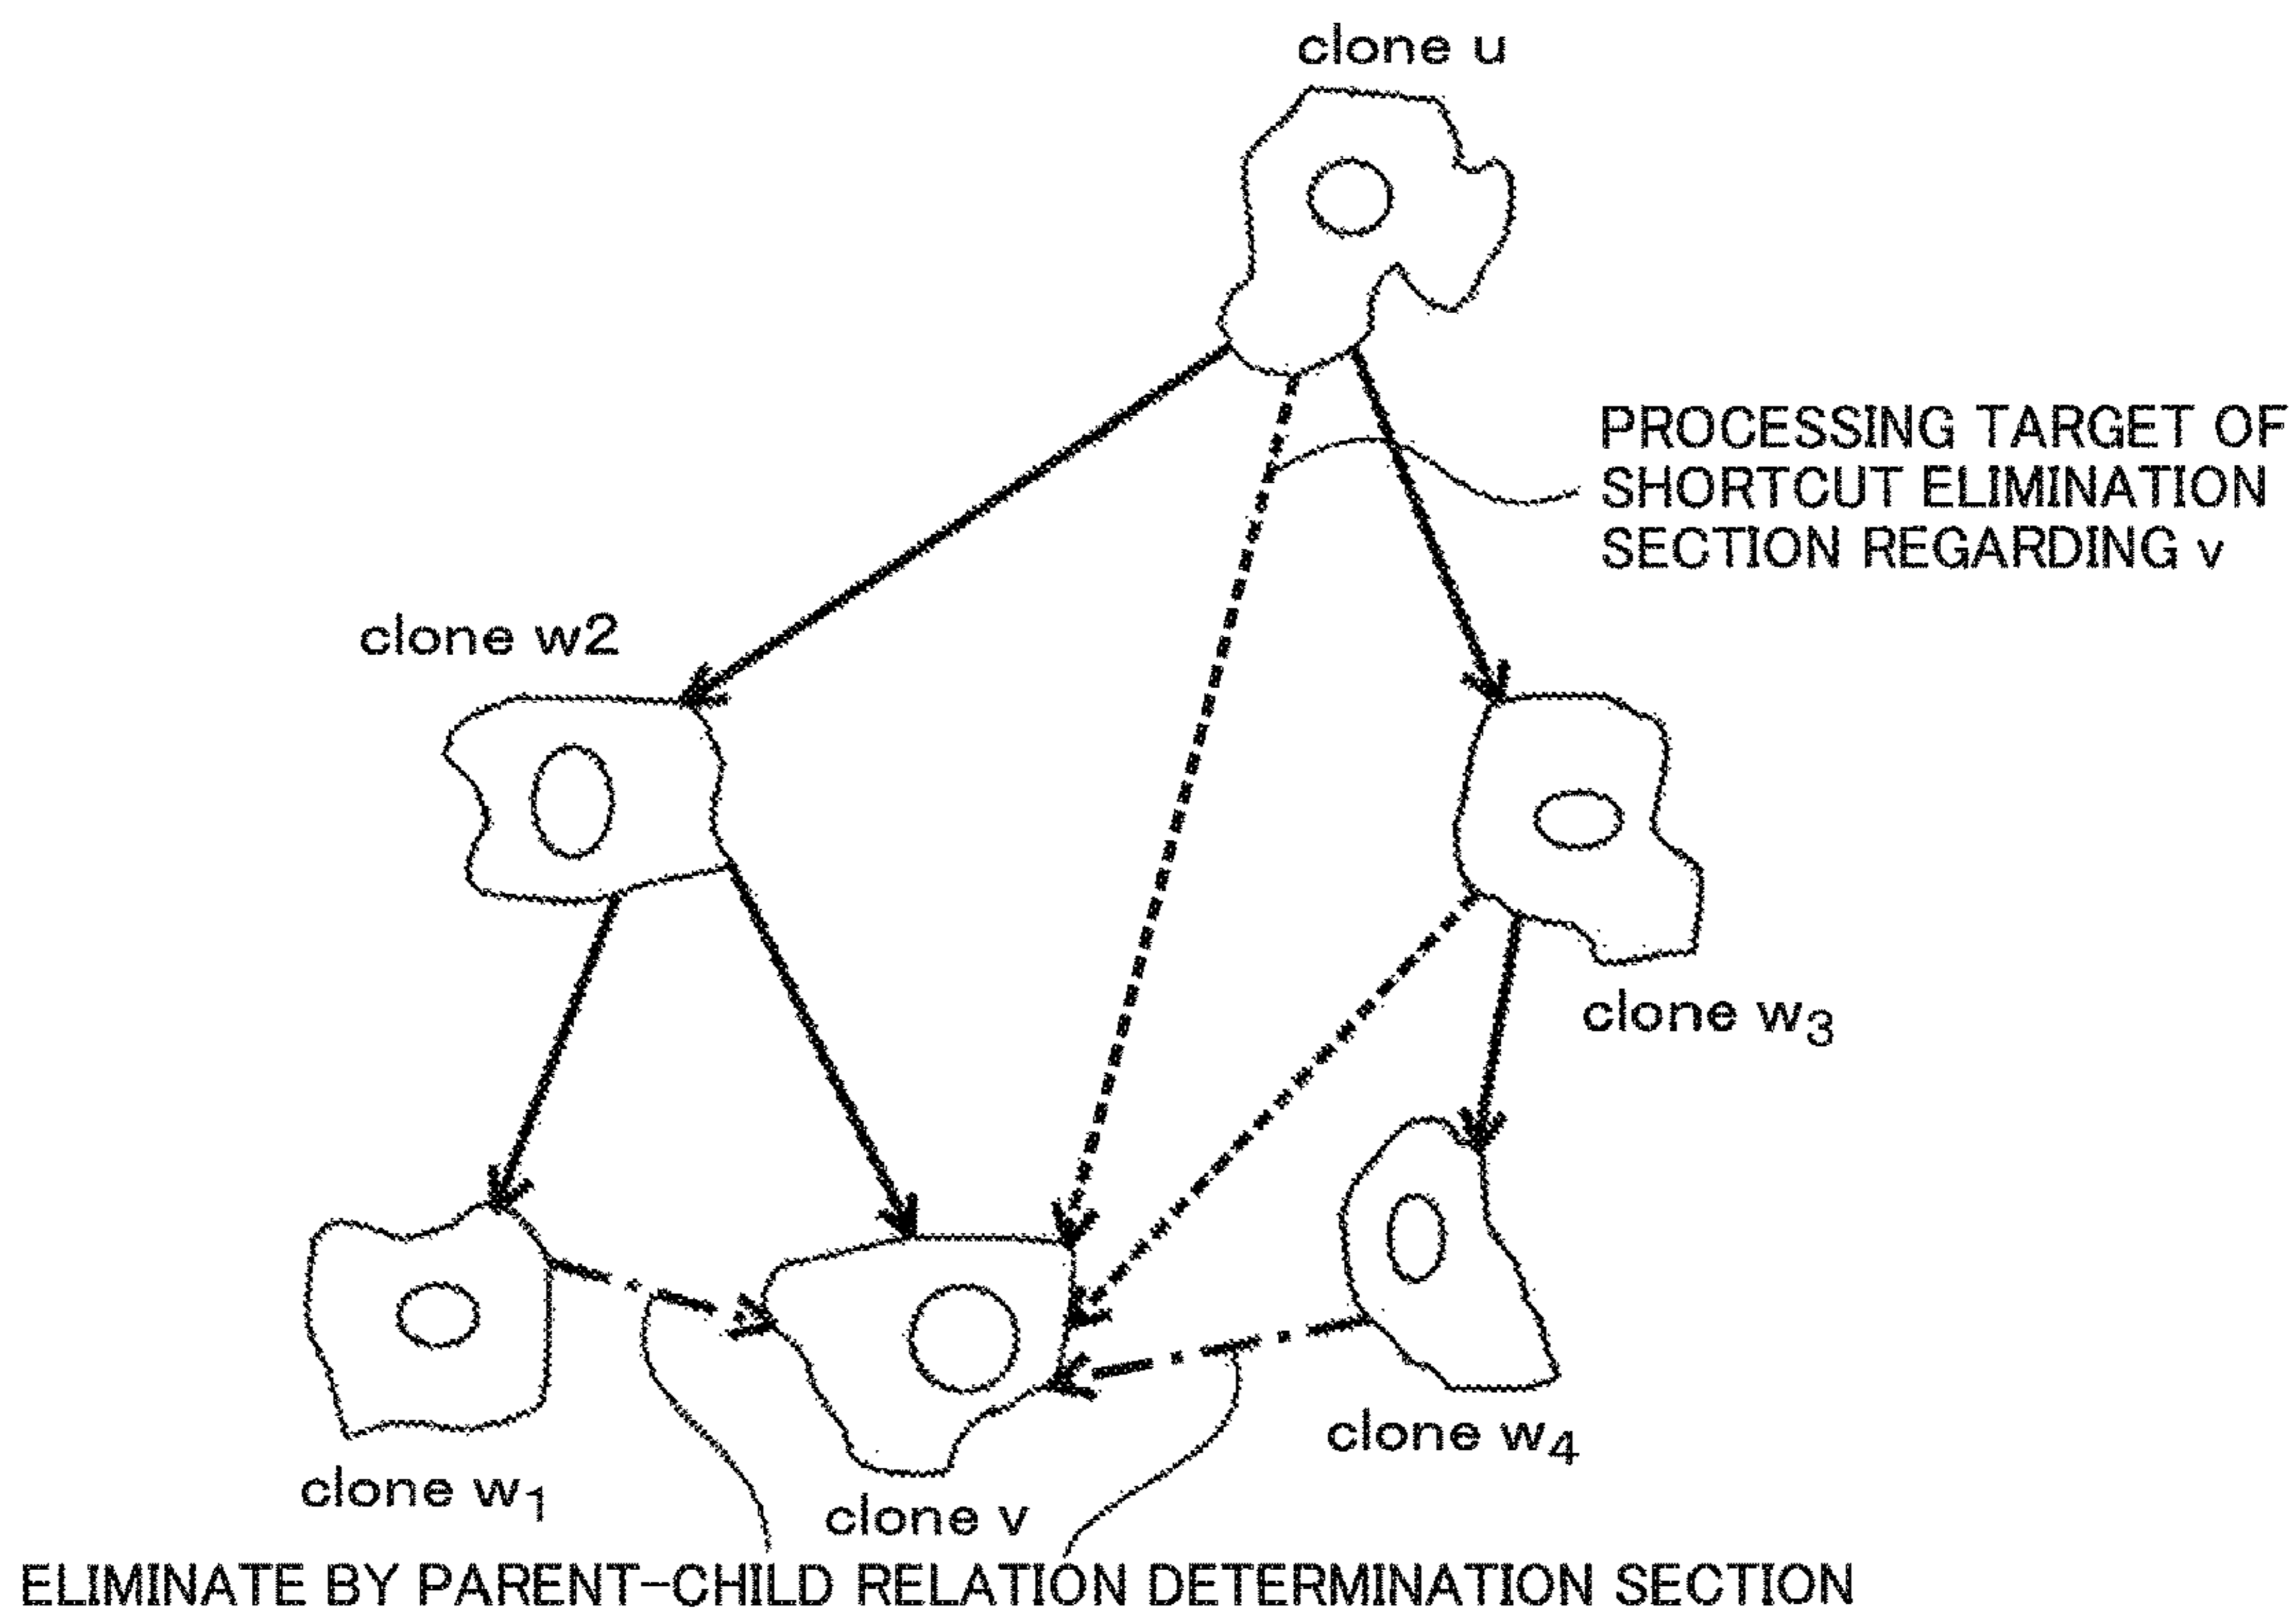 clone u
PROCESSING TARGET OF
SHORTCUT ELIMINATION
SECTION REGARDING v
clone w2
clone w₃
clone w₄
clone w₁
clone v
ELIMINATE BY PARENT-CHILD RELATION DETERMINATION SECTION